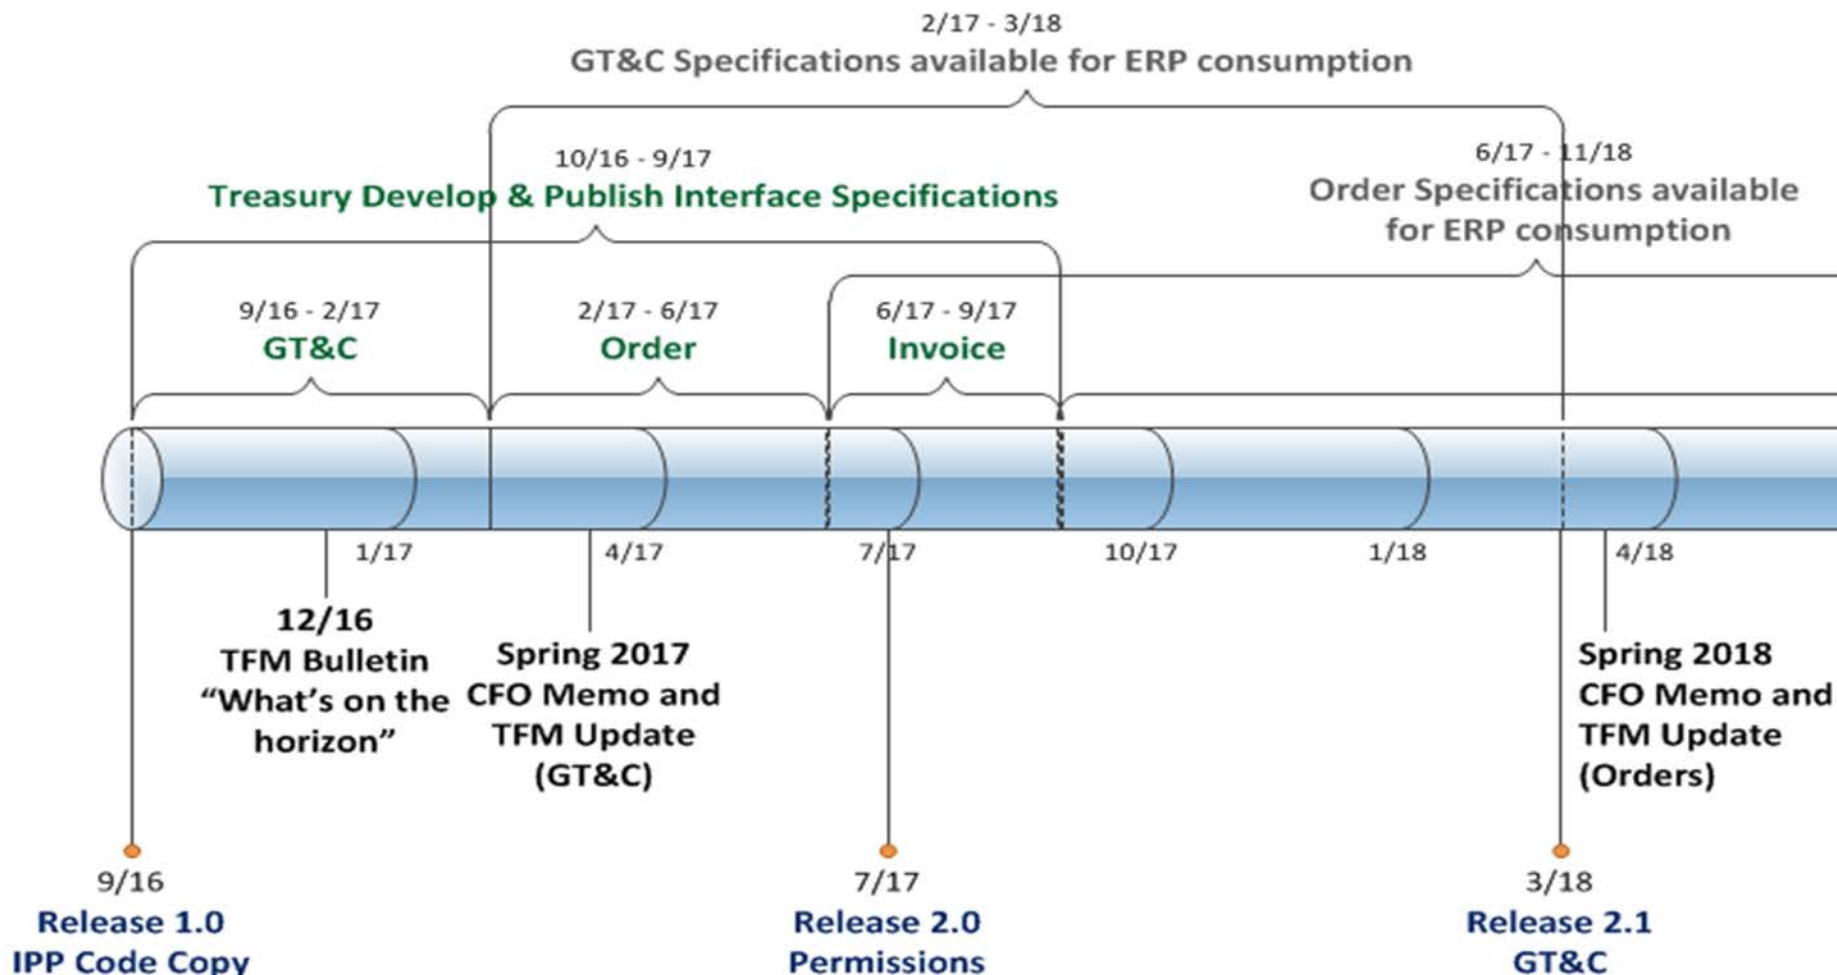 2/17 - 3/18
GT&C Specifications available for ERP consumption
10/16 - 9/17
Treasury Develop & Publish Interface Specifications
6/17 - 11/18
Order Specifications available
for ERP consumption
9/16 - 2/17
GT&C
2/17 - 6/17
Order
6/17 - 9/17
Invoice
1/17
4/17
7/17
10/17
1/18
4/18
12/16
TFM Bulletin
“What’s on the
horizon”
Spring 2017
CFO Memo and
TFM Update
(GT&C)
Spring 2018
CFO Memo and
TFM Update
(Orders)
9/16
Release 1.0
IPP Code Copy
7/17
Release 2.0
Permissions
3/18
Release 2.1
GT&C